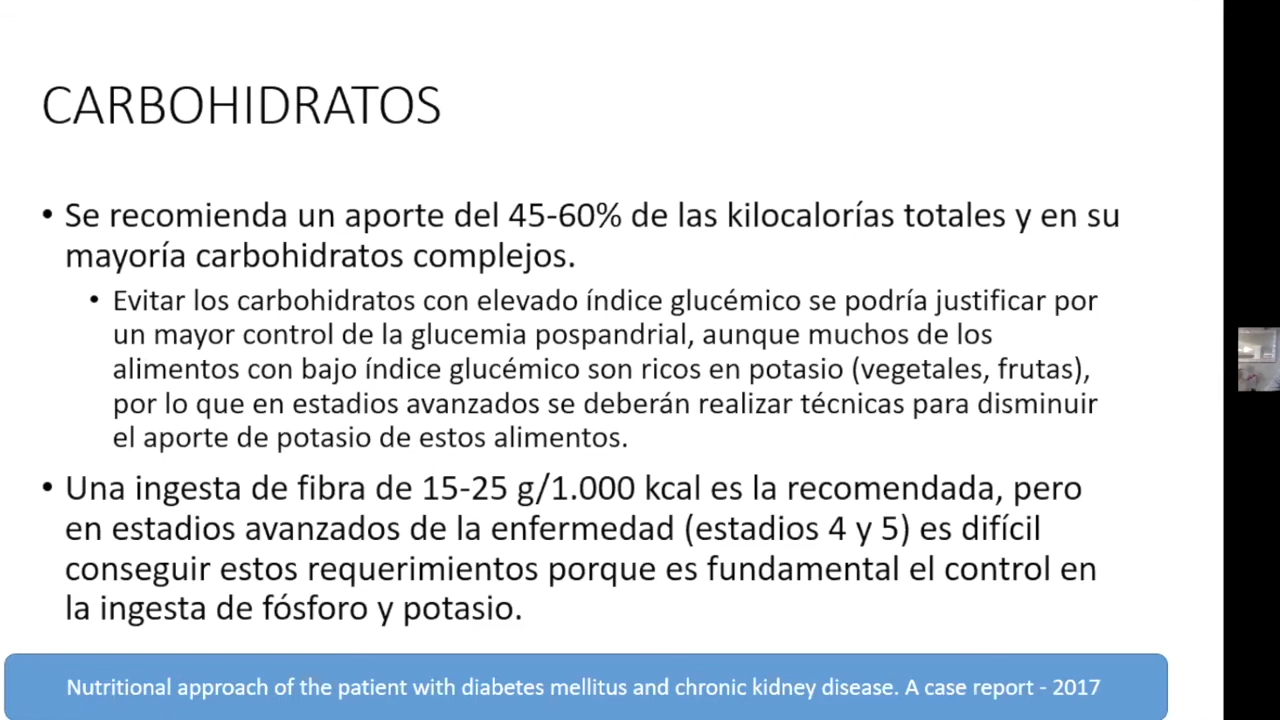 CARBOHIDRATOS
• Se recomienda un aporte del 45-60% de las kilocalorías totales y en su
mayoría carbohidratos complejos.
• Evitar los carbohidratos con elevado índice glucémico se podría justificar por
un mayor control de la glucemia pospandrial, aunque muchos de los
alimentos con bajo índice glucémico son ricos en potasio (vegetales, frutas),
por lo que en estadios avanzados se deberán realizar técnicas para disminuir
el aporte de potasio de estos alimentos.
• Una ingesta de fibra de 15-25 g/1.000 kcal es la recomendada, pero
en estadios avanzados de la enfermedad (estadios 4 y 5) es difícil
conseguir estos requerimientos porque es fundamental el control en
la ingesta de fósforo y potasio.
Nutritional approach of the patient with diabetes mellitus and chronic kidney disease. A case report - 2017